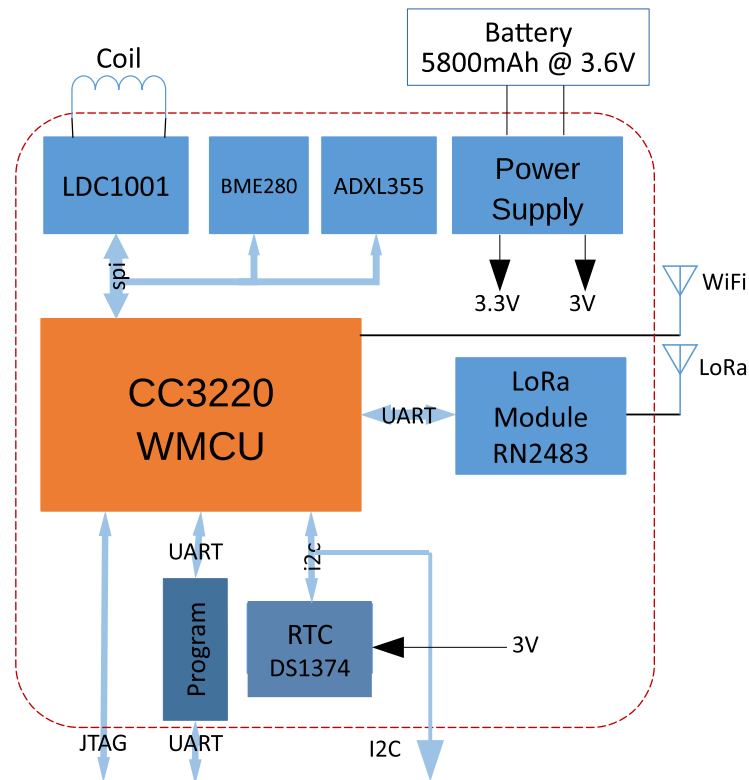 Battery
5800mAh @ 3.6V
Coil
LDC1001
BME280
ADXL355
Power
Supply
spi
3.3V
3V
WiFi
CC3220
WMCU
UART
LoRa
Module
RN2483
LoRa
UART
i2c
Program
RTC
DS1374
3V
JTAG
UART
I2C